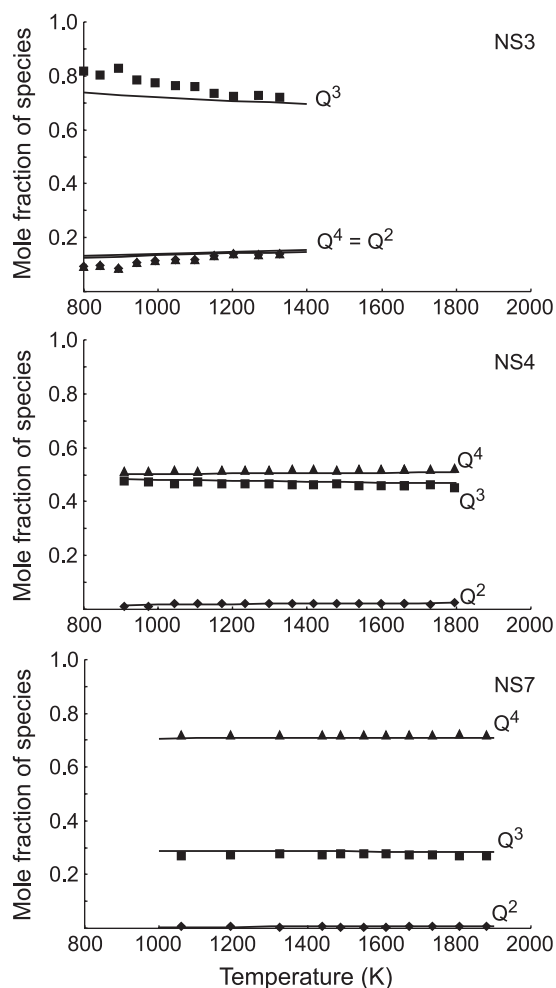 1.0
NS3
0.8
Q³
0.6
0.4
Q⁴ = Q²
0.2
Mole fraction of species
800 1000 1200 1400 1600 1800 2000
1.0
NS4
0.8
0.6
Q⁴
Q³
0.4
0.2
Q²
Mole fraction of species
800 1000 1200 1400 1600 1800 2000
1.0
NS7
0.8
Q⁴
0.6
0.4
Q³
0.2
Q²
Mole fraction of species
800 1000 1200 1400 1600 1800 2000
Temperature (K)